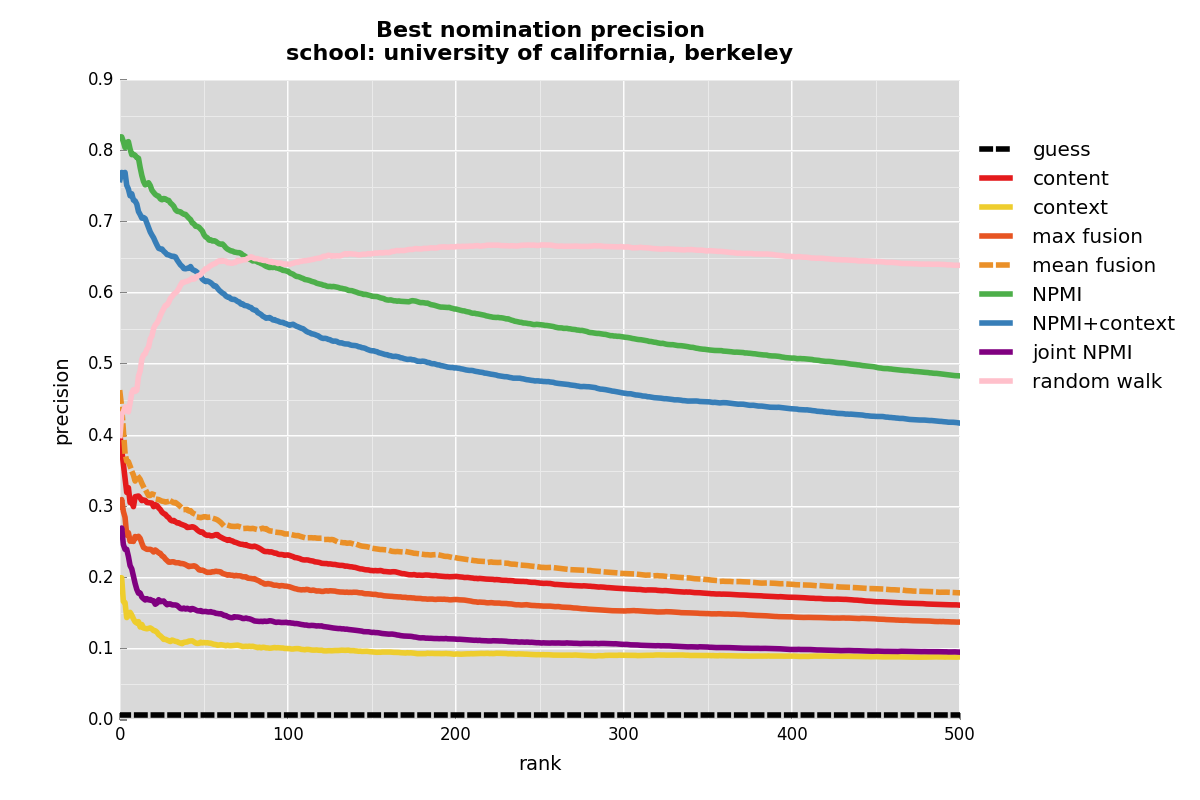 Best nomination precision
school: university of california, berkeley
precision
0.9
0.8
0.7
0.6
0.5
0.4
0.3
0.2
0.1
0.0
0
100
200
300
400
500
rank
guess
content
context
max fusion
mean fusion
NPMI
NPMI+context
joint NPMI
random walk